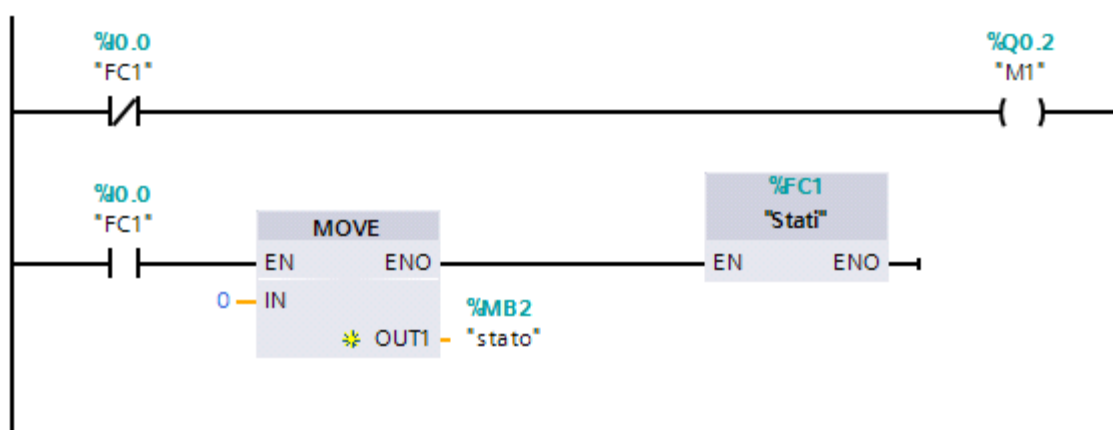 %I0.0
"FC1"
%Q0.2
"M1"
%I0.0
"FC1"
MOVE
EN ENO
0 IN
OUT1
%MB2
"stato"
%FC1
"Stati"
EN ENO